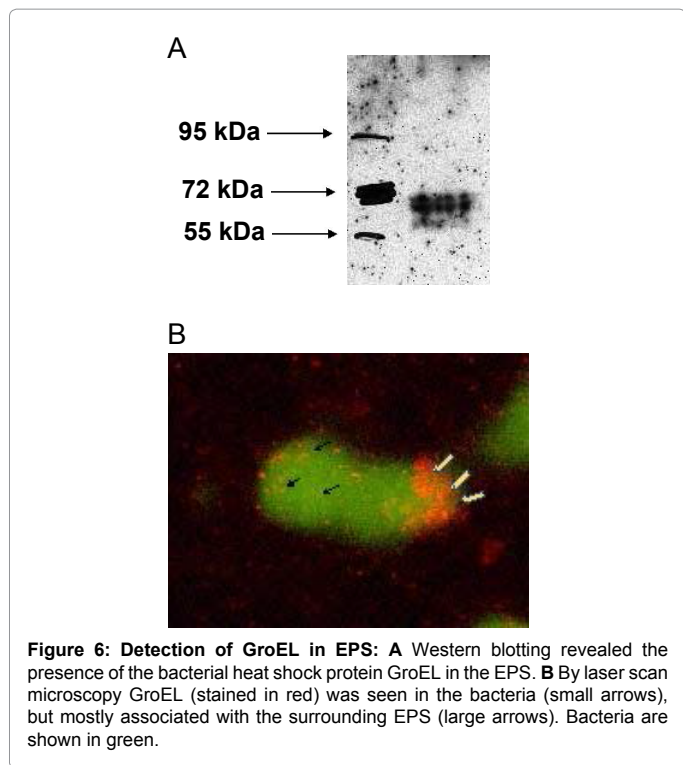 A
95 kDa
72 kDa
55 kDa
B
Figure 6: Detection of GroEL in EPS: A Western blotting revealed the
presence of the bacterial heat shock protein GroEL in the EPS. B By laser scan
microscopy GroEL (stained in red) was seen in the bacteria (small arrows),
but mostly associated with the surrounding EPS (large arrows). Bacteria are
shown in green.